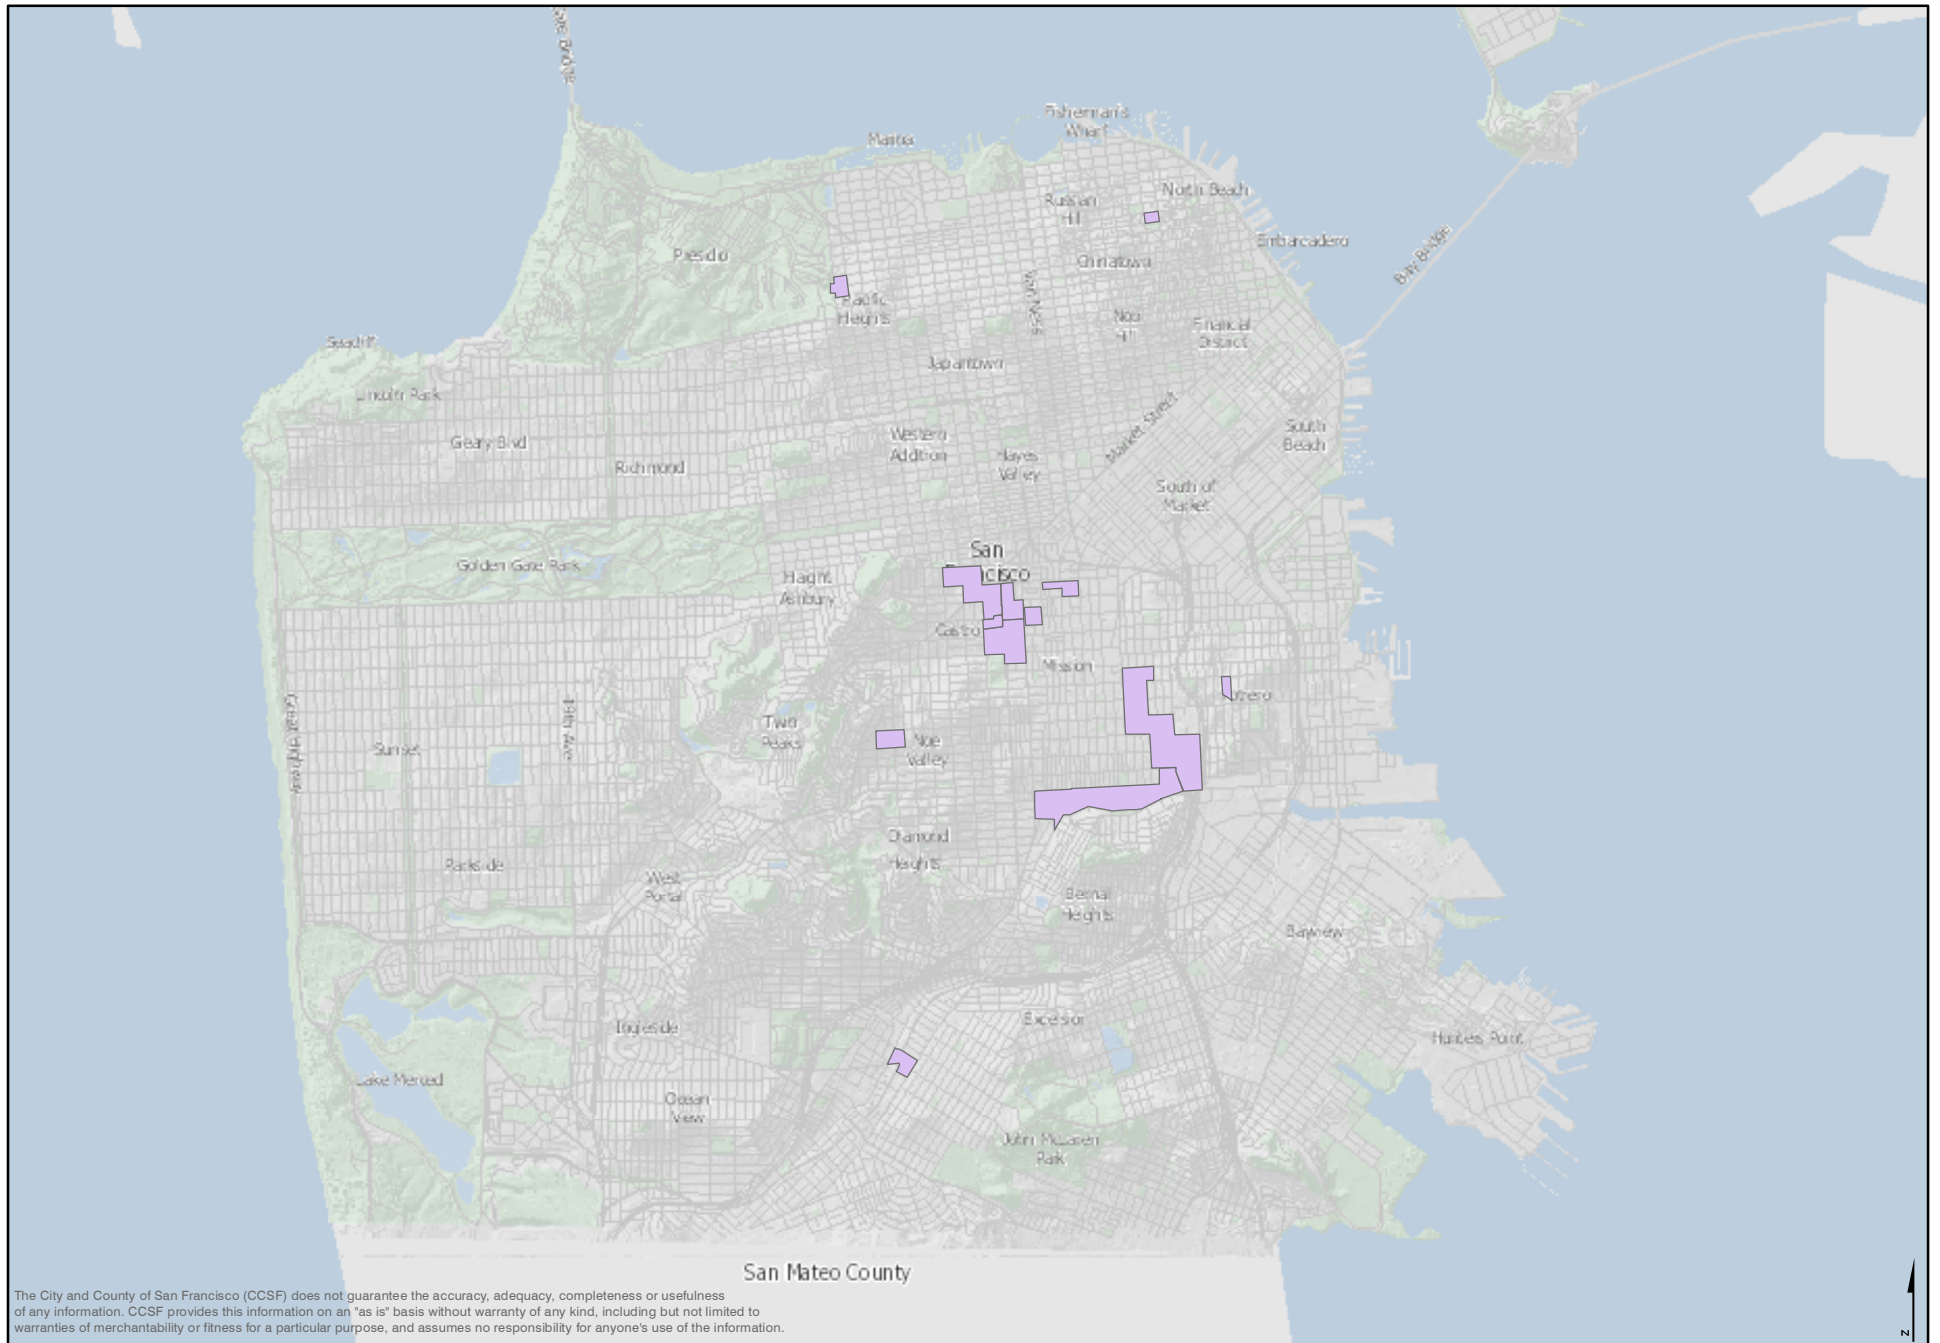 Bridge
Fisherman's
Wharf
Marina
North Beach
Russian
Hill
Embarcadero
Presidio
Chinatown
Bay Bridge
Van Ness
Pacific
Heights
Nob
Hill
Financial
District
Seacliff
Japantown
Lincoln Park
Market Street
Geary Blvd
Western
Addition
South
Beach
Richmond
Hayes
Valley
South of
Market
San
ncisco
Golden Gate Park
Haight
Ashbury
Castro
Mission
otrero
Great Highway
19th Ave
Sunset
Two
Peaks
Noe
Valley
Diamond
Heights
Parkside
West
Portal
Bernal
Heights
Bayview
Ingleside
Excelsior
Hunters Point
Lake Merced
Ocean
View
John McLaren
Park
San Mateo County
The City and County of San Francisco (CCSF) does not guarantee the accuracy, adequacy, completeness or usefulness
of any information. CCSF provides this information on an "as is" basis without warranty of any kind, including but not limited to
warranties of merchantability or fitness for a particular purpose, and assumes no responsibility for anyone's use of the information.
N